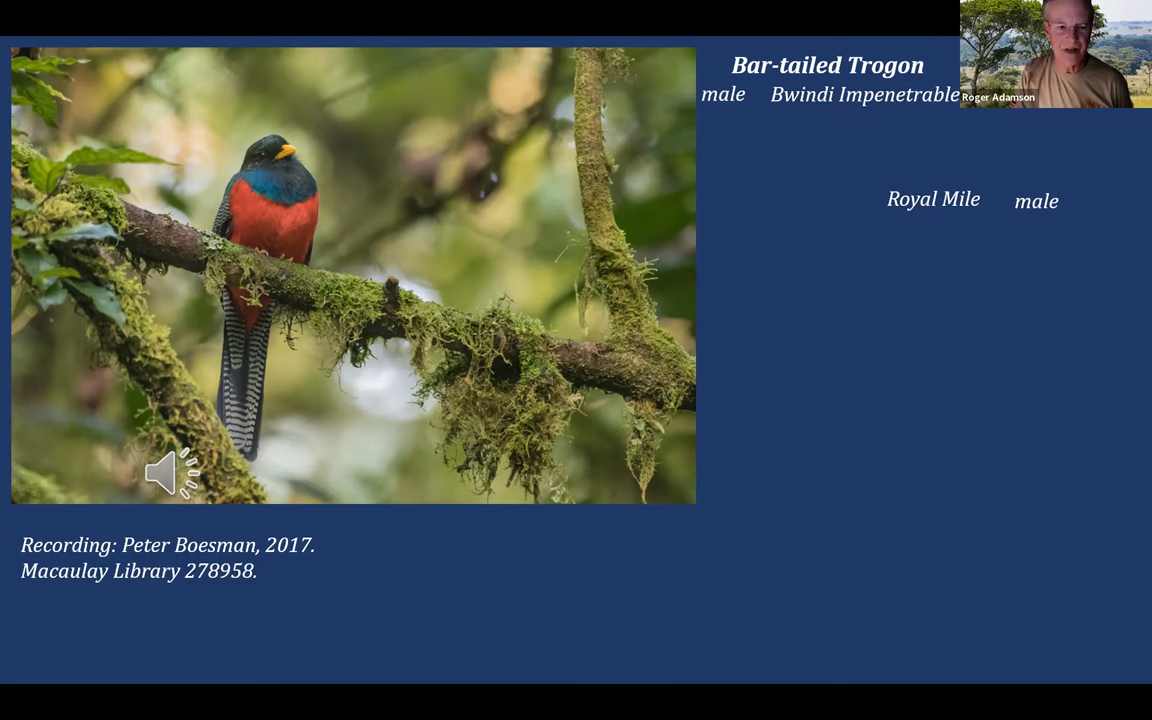 Bar-tailed Trogon
male Bwindi Impenetrable
Roger Adamson
Royal Mile male
Recording: Peter Boesman, 2017.
Macaulay Library 278958.